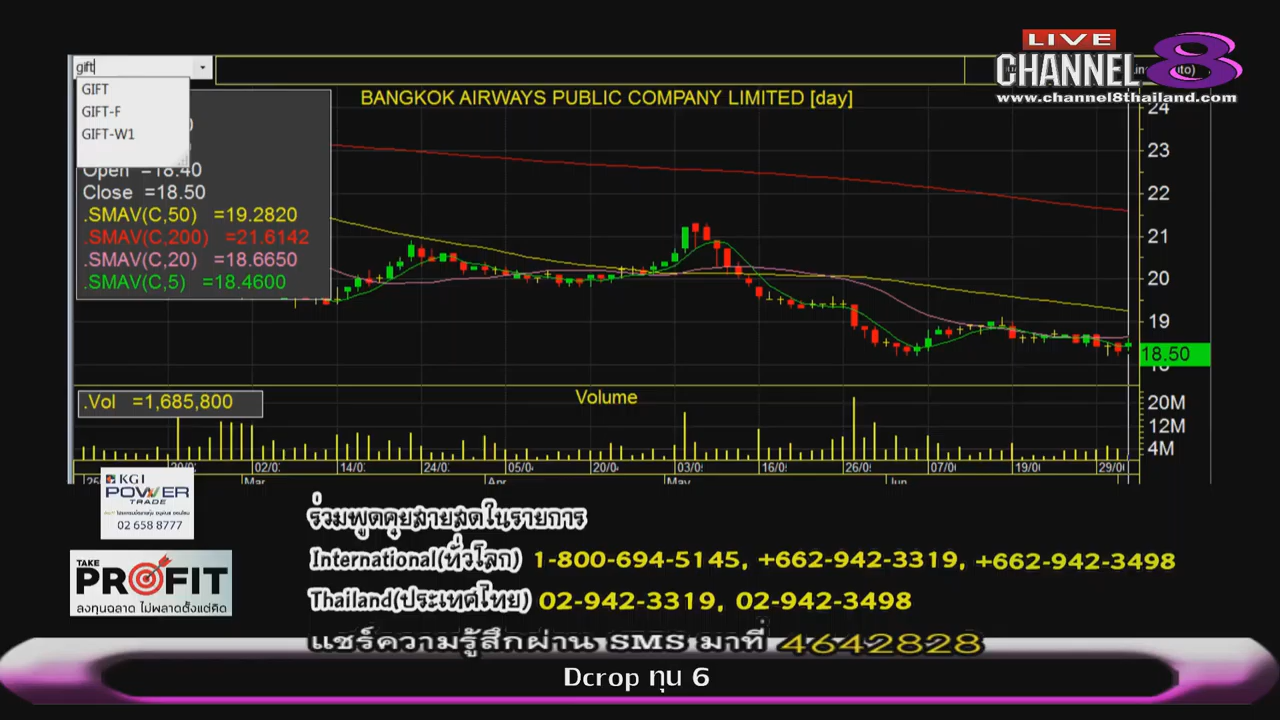 LIVE
CHANNEL 8
www.channel8thailand.com
gift
GIFT
GIFT-F
GIFT-W1
BANGKOK AIRWAYS PUBLIC COMPANY LIMITED [day]
Open =18.40
Close =18.50
.SMAV(C,50) =19.2820
.SMAV(C,200) =21.6142
.SMAV(C,20) =18.6650
.SMAV(C,5) =18.4600
24
23
22
21
20
19
18.50
18
.Vol =1,685,800
Volume
20M
12M
4M
02/0 14/0 24/0 05/0 20/0 03/0 16/0 26/0 07/0 19/0 29/0
Mar Apr May Jun
KGI
POWER
TRADE
02 658 8777
TAKE
PROFIT
ลงทุนฉลาด ไม่พลาดตั้งแต่คิด
ร่วมพูดคุยสายสดในรายการ
International(ทั่วโลก) 1-800-694-5145, +662-942-3319, +662-942-3498
Thailand(ประเทศไทย) 02-942-3319, 02-942-3498
แชร์ความรู้สึกผ่าน SMS มาที่ 4642828
Dcrop ทุน 6